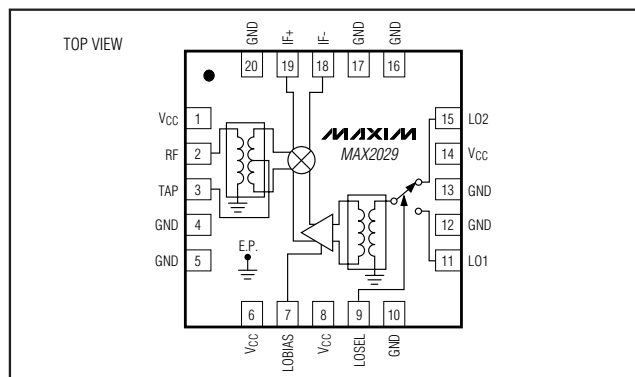 TOP VIEW
GND IF+ IF- GND GND
20 19 18 17 16
VCC 1
RF 2
TAP 3
GND 4
GND 5
MAXIM
MAX2029
15 LO2
14 VCC
13 GND
12 GND
11 LO1
E.P.
6 7 8 9 10
VCC LOBIAS VCC LOSEL GND